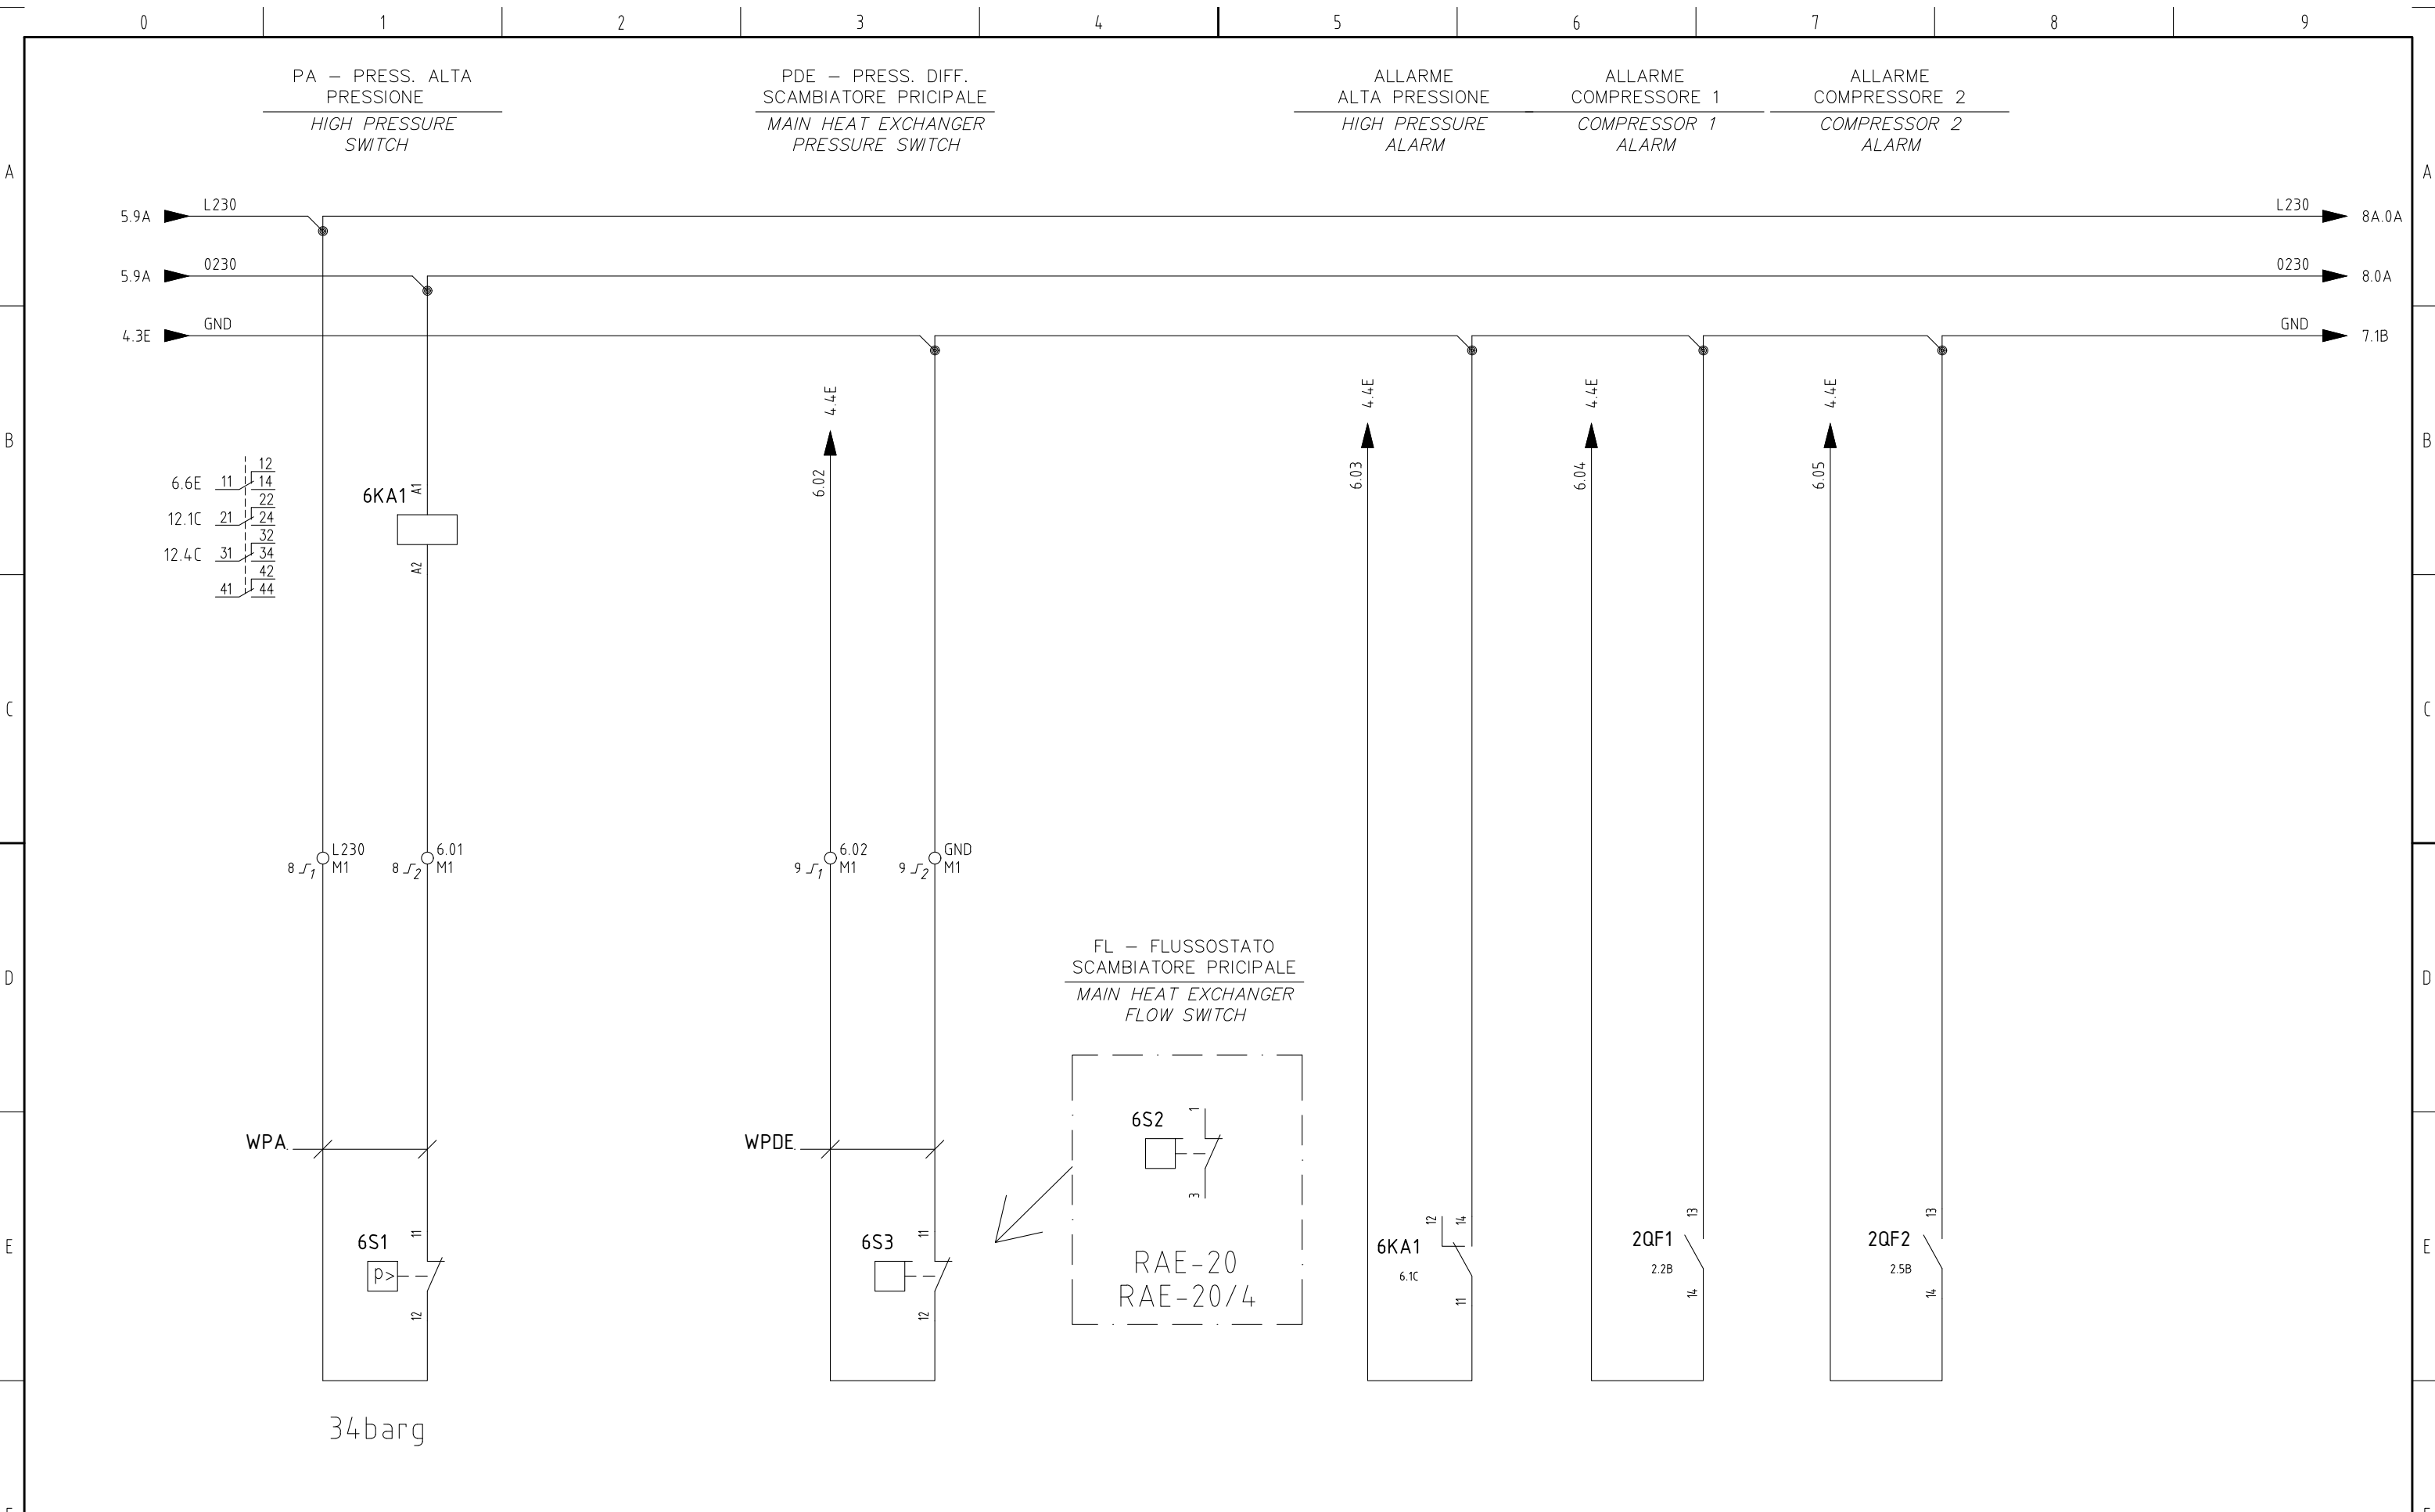 0 1 2 3 4 5 6 7 8 9
PA – PRESS. ALTA
PRESSIONE
HIGH PRESSURE
SWITCH
PDE – PRESS. DIFF.
SCAMBIATORE PRICIPALE
MAIN HEAT EXCHANGER
PRESSURE SWITCH
ALLARME
ALTA PRESSIONE
HIGH PRESSURE
ALARM
ALLARME
COMPRESSORE 1
COMPRESSOR 1
ALARM
ALLARME
COMPRESSORE 2
COMPRESSOR 2
ALARM
A A
5.9A L230 L230 8A.0A
5.9A 0230 0230 8.0A
4.3E GND GND 7.1B
4.4E 4.4E 4.4E 4.4E
B B
6.02 6.03 6.04 6.05
12
6.6E 11 14
22
12.1C 21 24
32
12.4C 31 34
42
41 44
6KA1 A1
A2
C C
L230 6.01 6.02 GND
8 1 M1 8 2 M1 9 1 M1 9 2 M1
FL – FLUSSOSTATO
SCAMBIATORE PRICIPALE
MAIN HEAT EXCHANGER
FLOW SWITCH
D D
6S2 1
3
RAE-20
RAE-20/4
WPA.
WPDE.
E E
6S1 11
p>
12
6S3 11
12
12 14
6KA1
6.1C
11
13
2QF1
2.2B
14
13
2QF2
2.5B
14
34barg